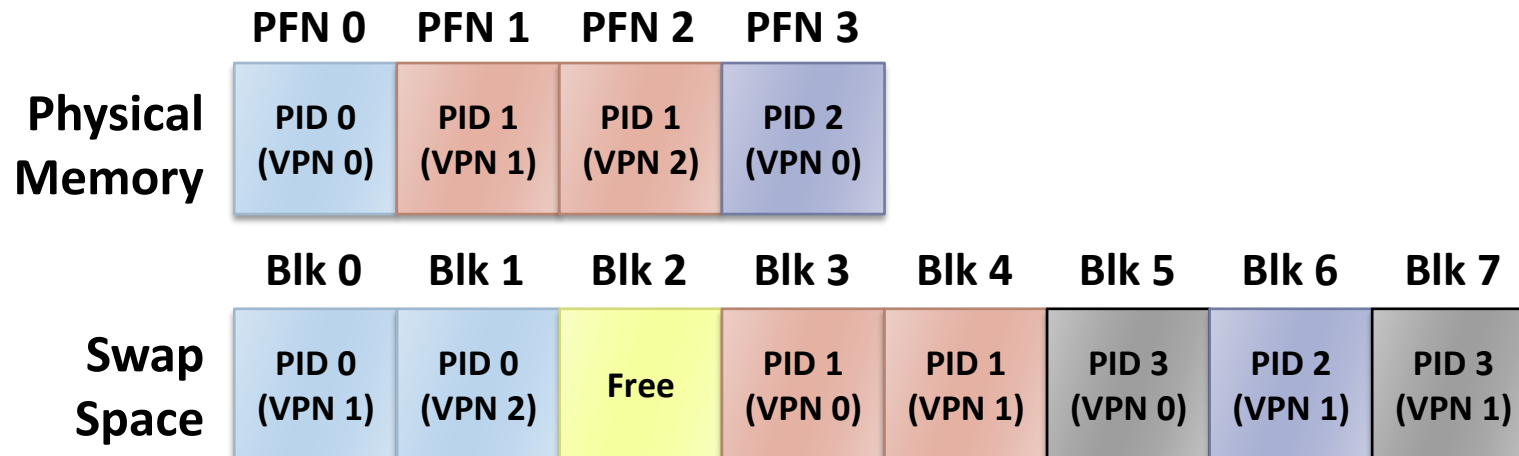 PFN 0 PFN 1 PFN 2 PFN 3
Physical
Memory
PID 0 PID 1 PID 1 PID 2
(VPN 0) (VPN 1) (VPN 2) (VPN 0)
Blk 0 Blk 1 Blk 2 Blk 3 Blk 4 Blk 5 Blk 6 Blk 7
Swap
Space
PID 0 PID 0 Free PID 1 PID 1 PID 3 PID 2 PID 3
(VPN 1) (VPN 2) (VPN 0) (VPN 1) (VPN 0) (VPN 1) (VPN 1)